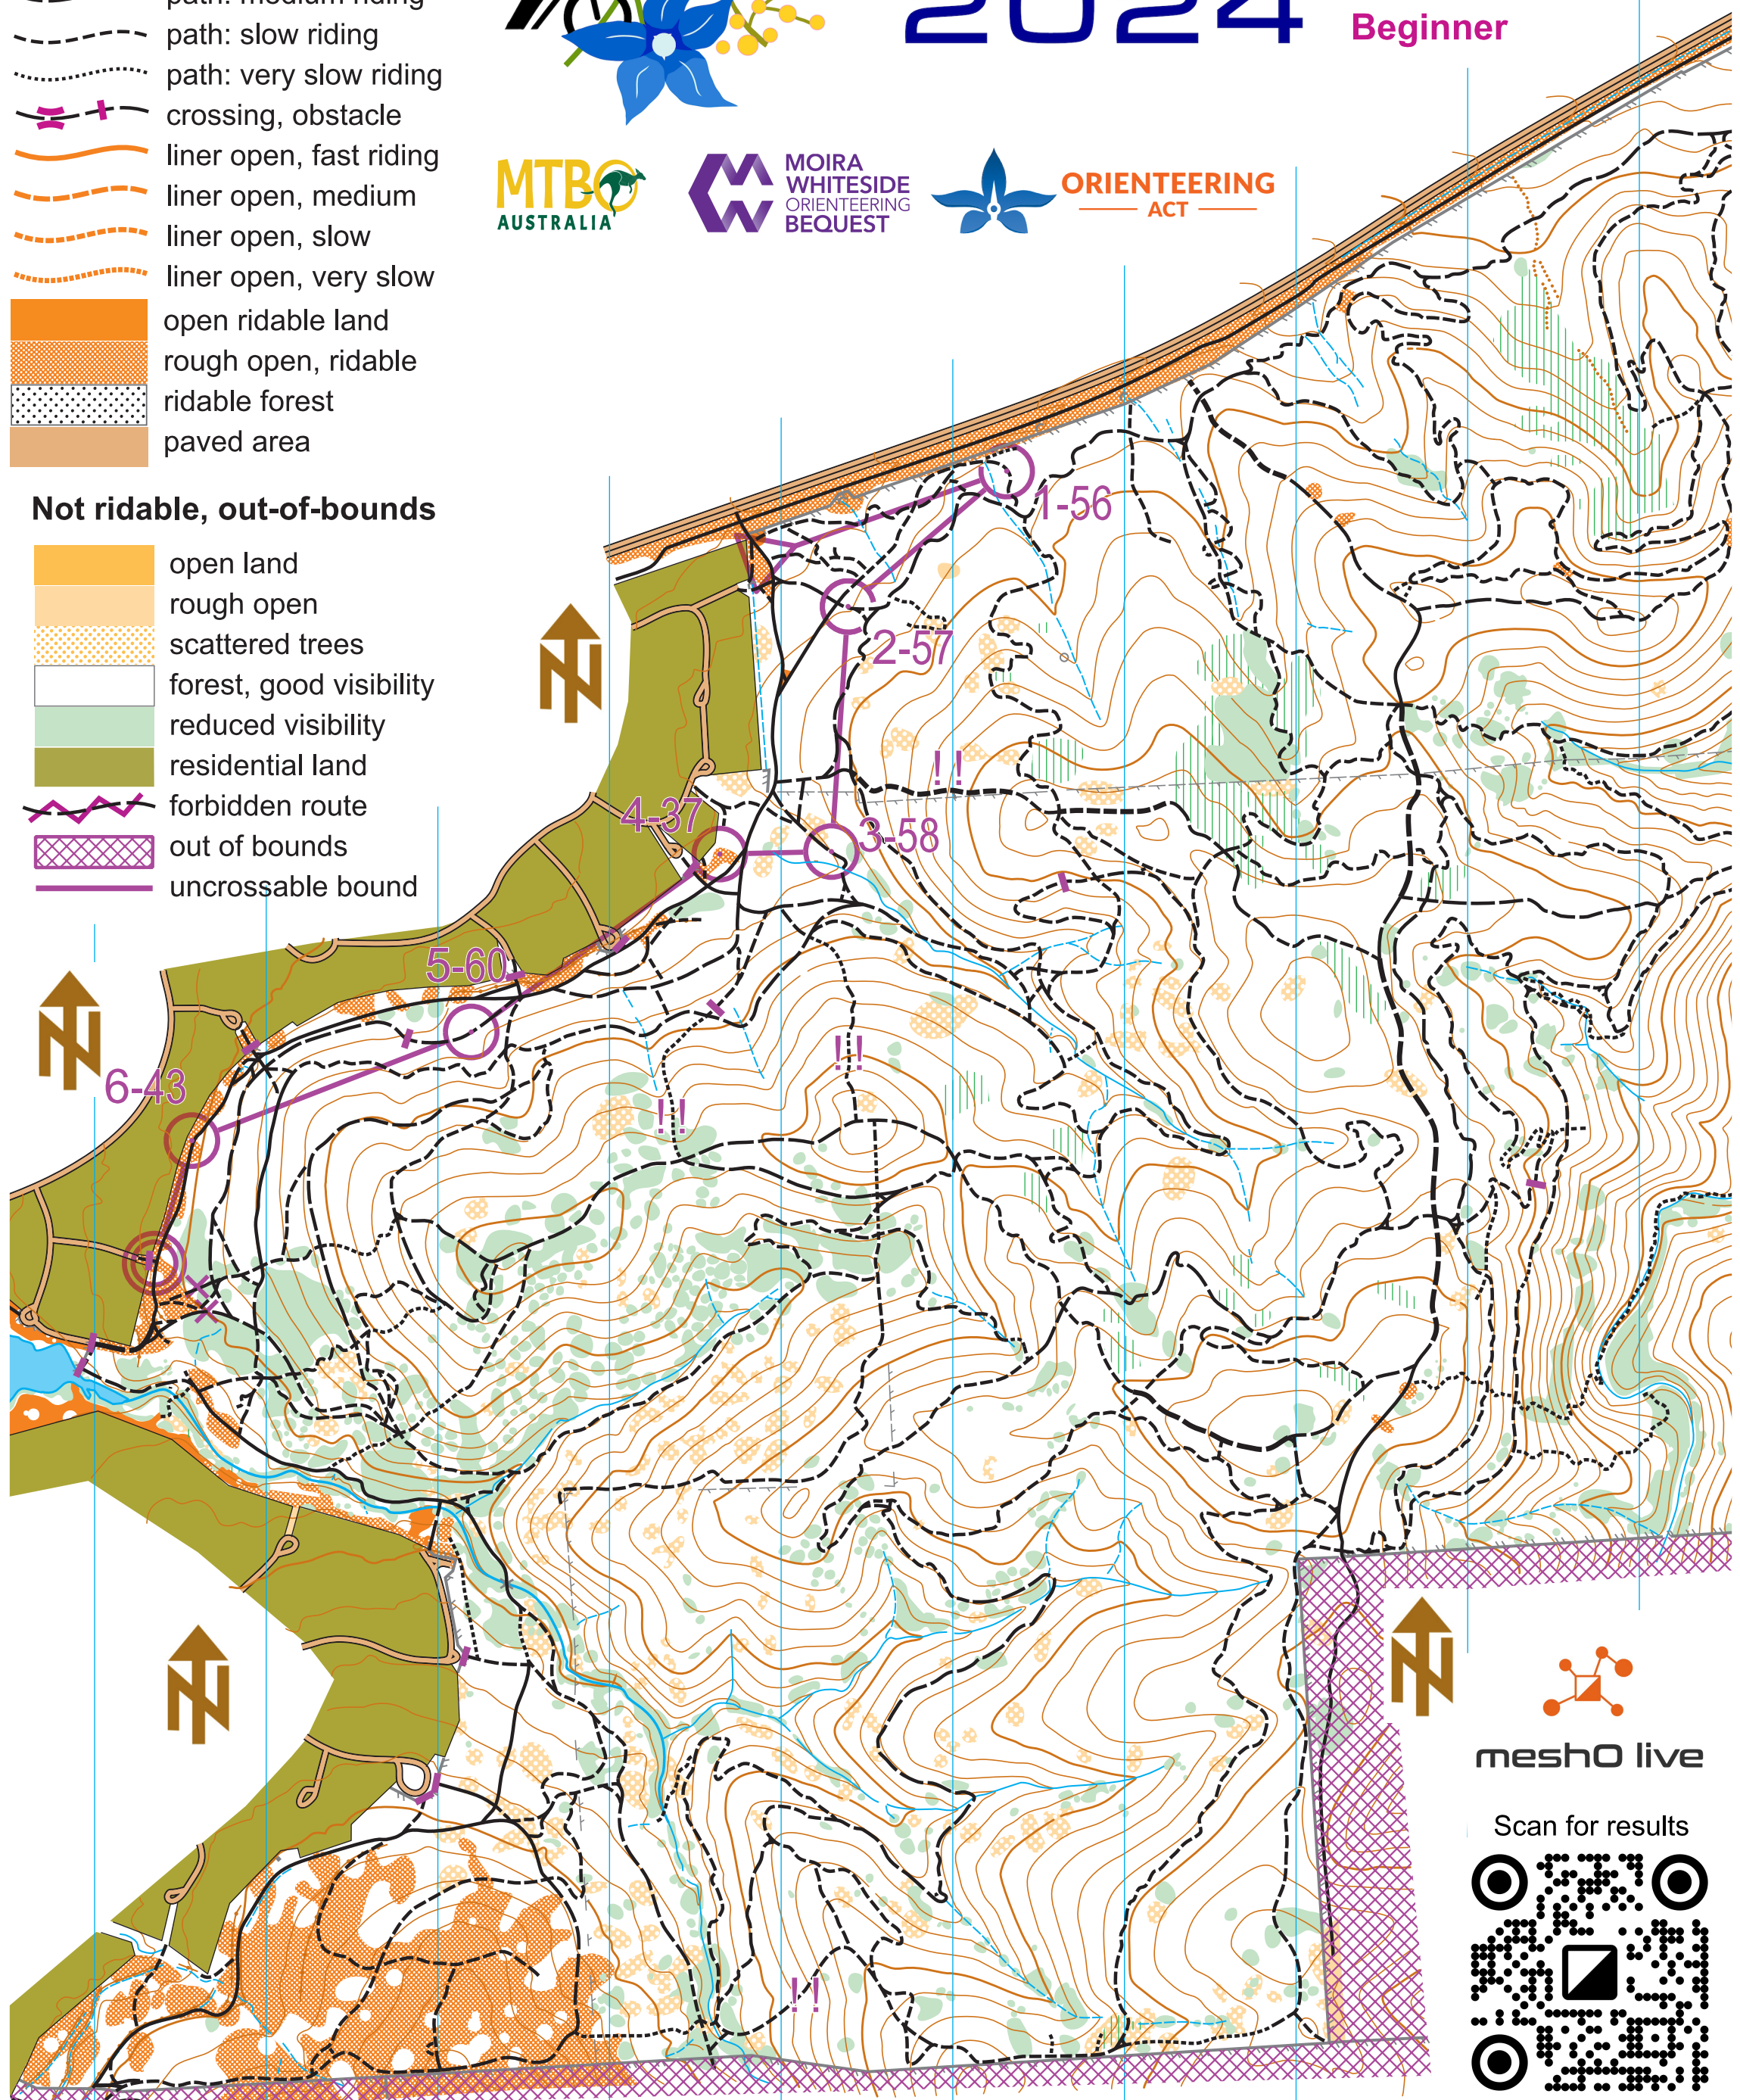 path: medium riding
path: slow riding
path: very slow riding
crossing, obstacle
liner open, fast riding
liner open, medium
liner open, slow
liner open, very slow
open ridable land
rough open, ridable
ridable forest
paved area
Not ridable, out-of-bounds
open land
rough open
scattered trees
forest, good visibility
reduced visibility
residential land
forbidden route
out of bounds
uncrossable bound
2024
Beginner
MTBO
AUSTRALIA
MOIRA
WHITESIDE
ORIENTEERING
BEQUEST
ORIENTEERING
ACT
1-56
2-57
!!
4-37
3-58
5-60
!!
6-43
!!
!!
N
N
N
N
meshO live
Scan for results